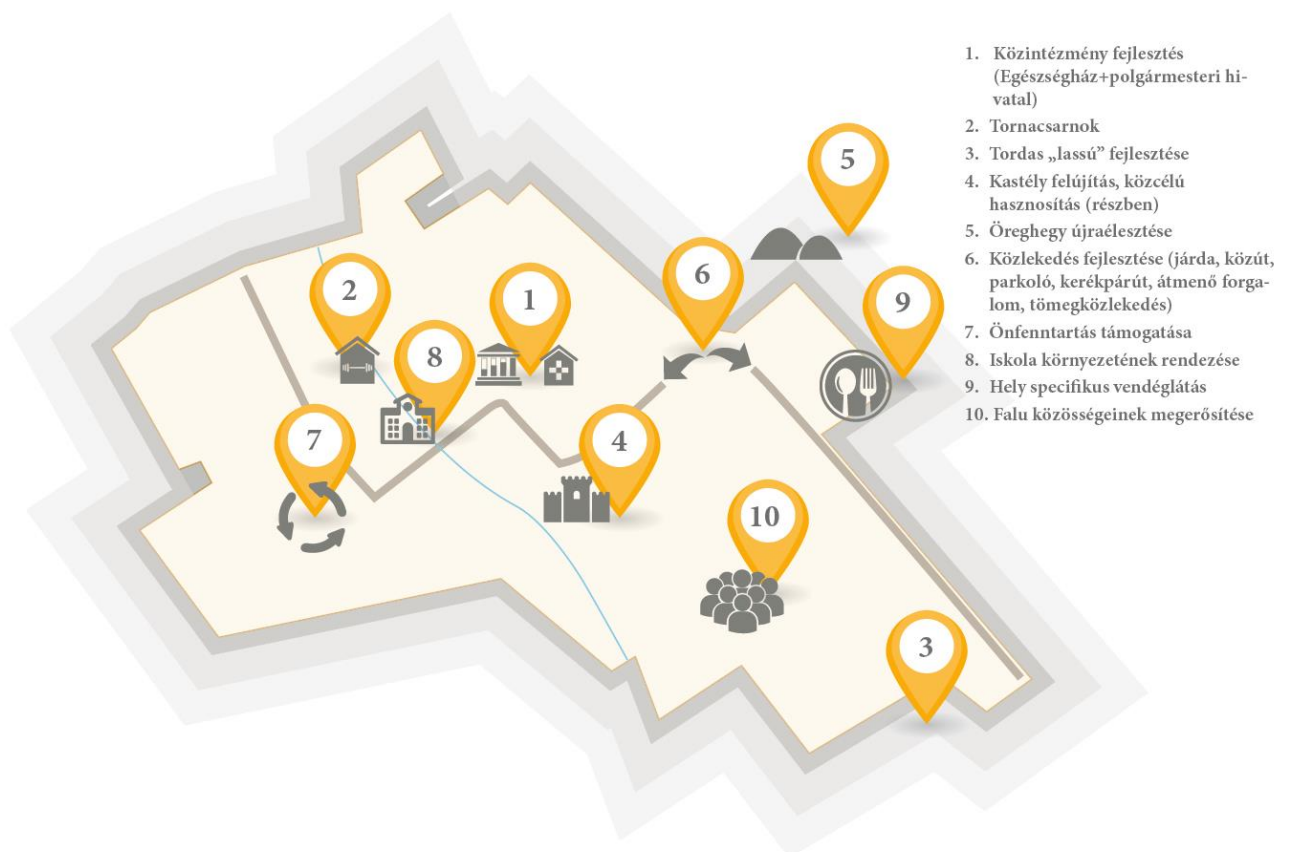 1. Közintézmény fejlesztés
(Egészségház+polgármesteri hi-
vatal)
2. Tornacsarnok
3. Tordas „lassú” fejlesztése
4. Kastély felújítás, közcélú
hasznosítás (részben)
5. Öreghegy újraélesztése
6. Közlekedés fejlesztése (járda, közút,
parkoló, kerékpárút, átmenő forga-
lom, tömegközlekedés)
7. Önfenntartás támogatása
8. Iskola környezetének rendezése
9. Hely specifikus vendéglátás
10. Falu közösségeinek megerősítése
5
6
9
2
1
8
7
4
10
3